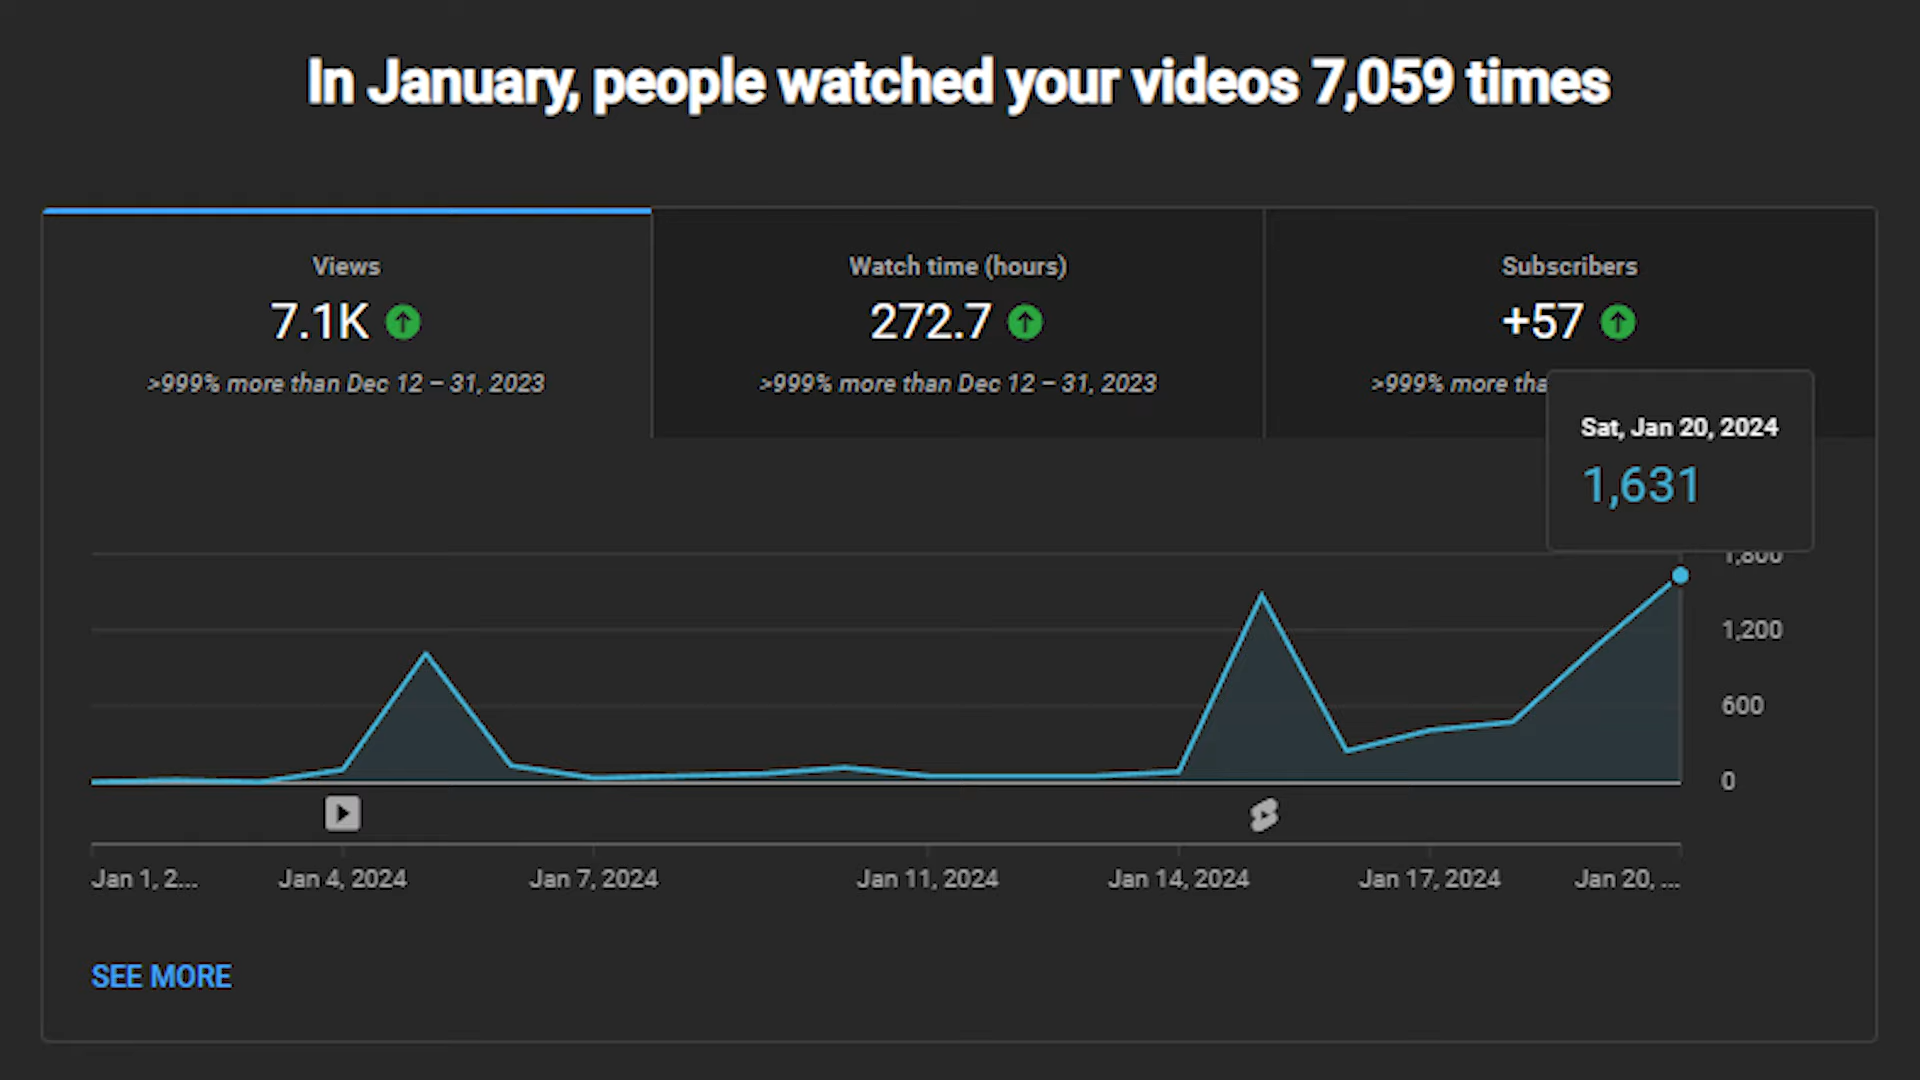 In January, people watched your videos 7,059 times
Views
7.1K
>999% more than Dec 12 – 31, 2023
Watch time (hours)
272.7
>999% more than Dec 12 – 31, 2023
Subscribers
+57
>999% more tha
Sat, Jan 20, 2024
1,631
1,800
1,200
600
0
Jan 1, 2... Jan 4, 2024 Jan 7, 2024 Jan 11, 2024 Jan 14, 2024 Jan 17, 2024 Jan 20, ...
SEE MORE